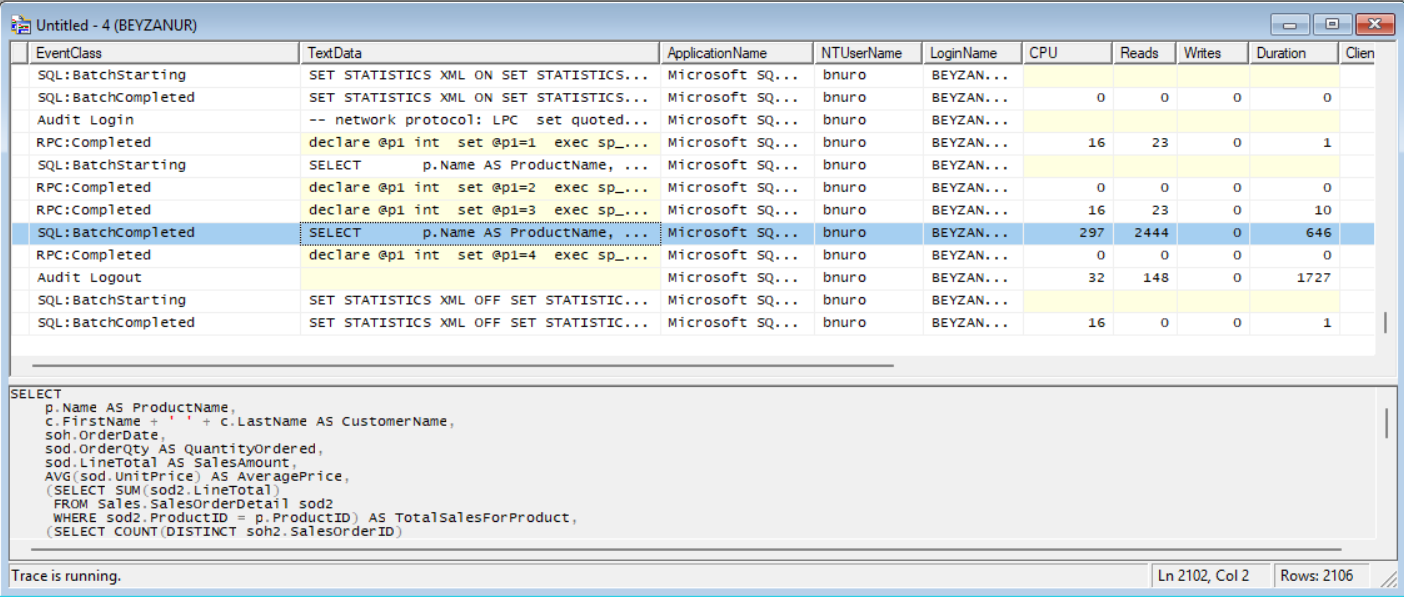 Untitled - 4 (BEYZANUR)
EventClass TextData ApplicationName NTUserName LoginName CPU Reads Writes Duration Clien
SQL:BatchStarting SET STATISTICS XML ON SET STATISTICS... Microsoft SQ... bnuro BEYZAN...
SQL:BatchCompleted SET STATISTICS XML ON SET STATISTICS... Microsoft SQ... bnuro BEYZAN... 0 0 0 0
Audit Login -- network protocol: LPC set quoted... Microsoft SQ... bnuro BEYZAN...
RPC:Completed declare @p1 int set @p1=1 exec sp_... Microsoft SQ... bnuro BEYZAN... 16 23 0 1
SQL:BatchStarting SELECT p.Name AS ProductName, ... Microsoft SQ... bnuro BEYZAN...
RPC:Completed declare @p1 int set @p1=2 exec sp_... Microsoft SQ... bnuro BEYZAN... 0 0 0 0
RPC:Completed declare @p1 int set @p1=3 exec sp_... Microsoft SQ... bnuro BEYZAN... 16 23 0 10
SQL:BatchCompleted SELECT p.Name AS ProductName, ... Microsoft SQ... bnuro BEYZAN... 297 2444 0 646
RPC:Completed declare @p1 int set @p1=4 exec sp_... Microsoft SQ... bnuro BEYZAN... 0 0 0 0
Audit Logout Microsoft SQ... bnuro BEYZAN... 32 148 0 1727
SQL:BatchStarting SET STATISTICS XML OFF SET STATISTIC... Microsoft SQ... bnuro BEYZAN...
SQL:BatchCompleted SET STATISTICS XML OFF SET STATISTIC... Microsoft SQ... bnuro BEYZAN... 16 0 0 1
SELECT
p.Name AS ProductName,
c.FirstName + ' ' + c.LastName AS CustomerName,
soh.OrderDate,
sod.OrderQty AS QuantityOrdered,
sod.LineTotal AS SalesAmount,
AVG(sod.UnitPrice) AS AveragePrice,
(SELECT SUM(sod2.LineTotal)
FROM Sales.SalesOrderDetail sod2
WHERE sod2.ProductID = p.ProductID) AS TotalSalesForProduct,
(SELECT COUNT(DISTINCT soh2.SalesOrderID)
Trace is running. Ln 2102, Col 2 Rows: 2106